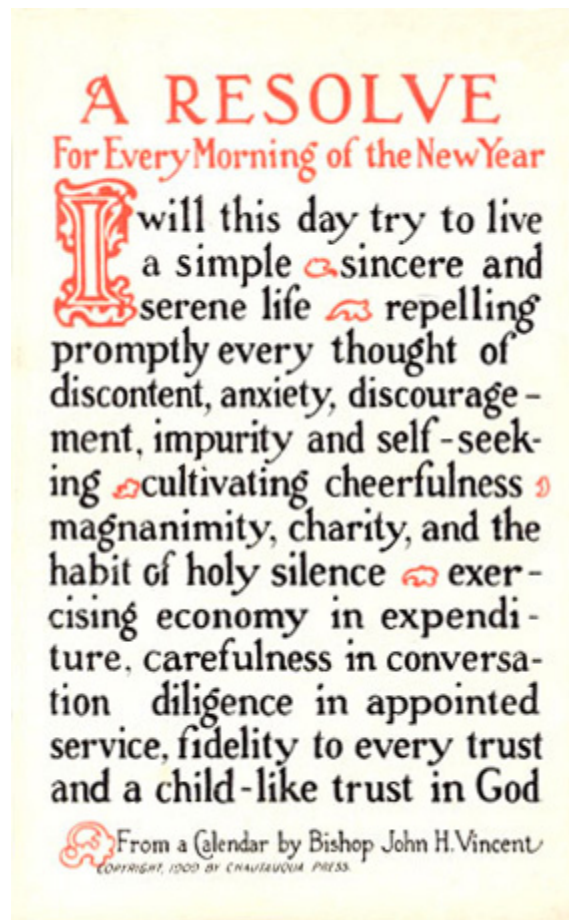 A RESOLVE
For Every Morning of the New Year
I will this day try to live
a simple sincere and
serene life repelling
promptly every thought of
discontent, anxiety, discourage-
ment, impurity and self-seek-
ing cultivating cheerfulness
magnanimity, charity, and the
habit of holy silence exer-
cising economy in expendi-
ture, carefulness in conversa-
tion diligence in appointed
service, fidelity to every trust
and a child-like trust in God
From a Calendar by Bishop John H. Vincent
COPYRIGHT, 1909 BY CHAUTAUQUA PRESS.